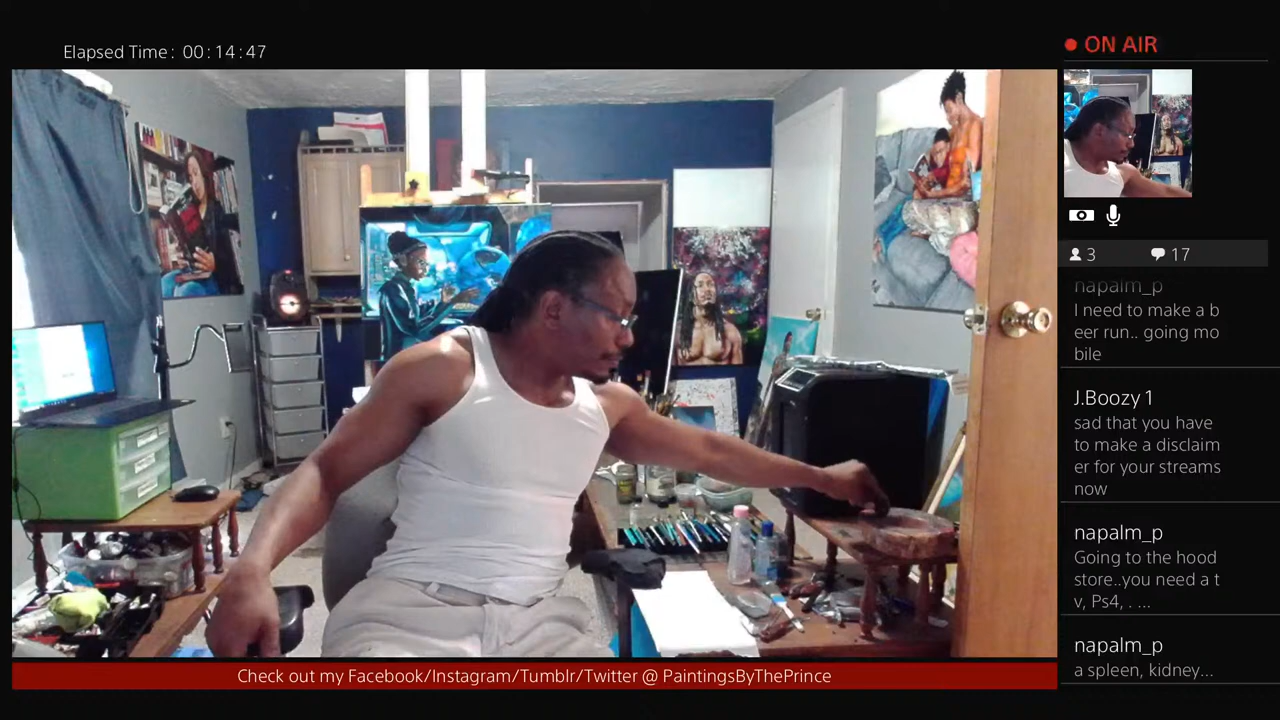 Elapsed Time: 00:14:47
ON AIR
3
17
napalm_p
I need to make a b
eer run.. going mo
bile
J.Boozy 1
sad that you have
to make a disclaim
er for your streams
now
napalm_p
Going to the hood
store..you need a t
v, Ps4, . ...
napalm_p
a spleen, kidney...
Check out my Facebook/Instagram/Tumblr/Twitter @ PaintingsByThePrince